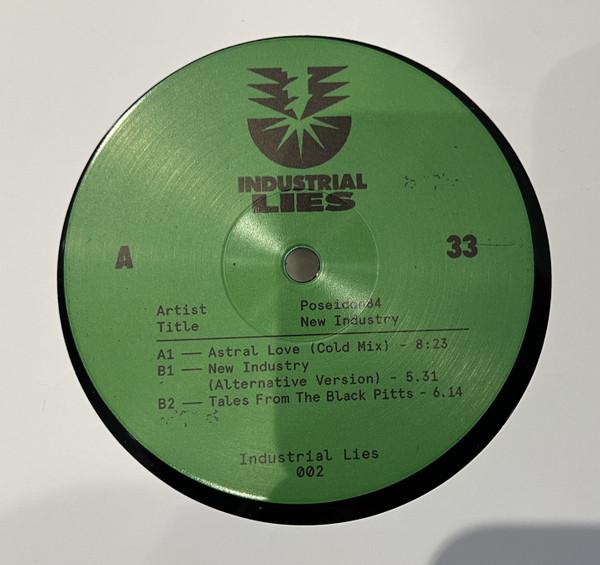 INDUSTRIAL
LIES
A 33
Artist Poseidon84
Title New Industry
A1 — Astral Love (Cold Mix) - 8:23
B1 — New Industry
(Alternative Version) - 5.31
B2 — Tales From The Black Pitts - 6.14
Industrial Lies
002